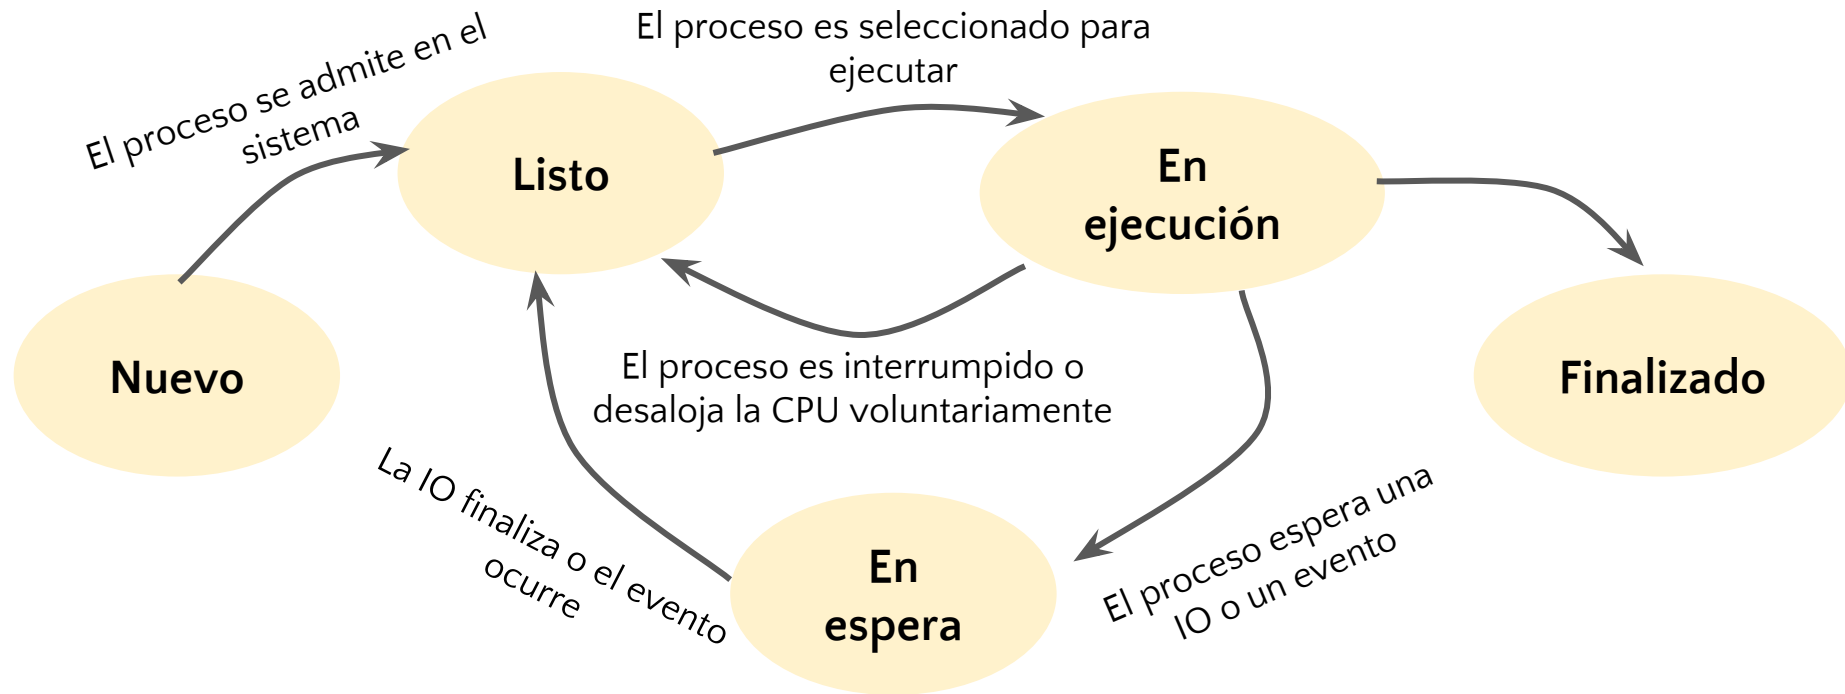 El proceso se admite en el
sistema
El proceso es seleccionado para
ejecutar
Listo
En
ejecución
Nuevo
El proceso es interrumpido o
desaloja la CPU voluntariamente
Finalizado
La IO finaliza o el evento
ocurre
En
espera
El proceso espera una
IO o un evento